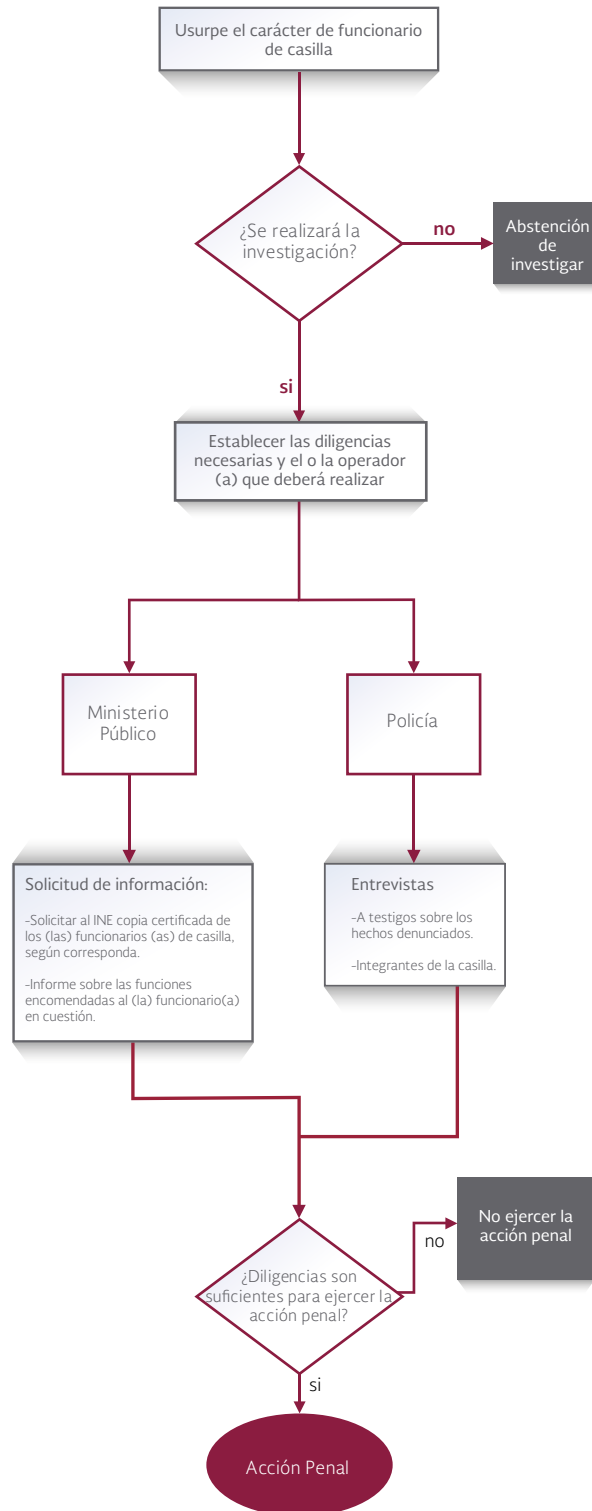 Usurpe el carácter de funcionario
de casilla
¿Se realizará la
investigación?
no
Abstención
de
investigar
si
Establecer las diligencias
necesarias y el o la operador
(a) que deberá realizar
Ministerio
Público
Policía
Solicitud de información:
-Solicitar al INE copia certificada de
los (las) funcionarios (as) de casilla,
según corresponda.
-Informe sobre las funciones
encomendadas al (la) funcionario(a)
en cuestión.
Entrevistas
-A testigos sobre los
hechos denunciados.
-Integrantes de la casilla.
¿Diligencias son
suficientes para ejercer la
acción penal?
no
No ejercer la
acción penal
si
Acción Penal